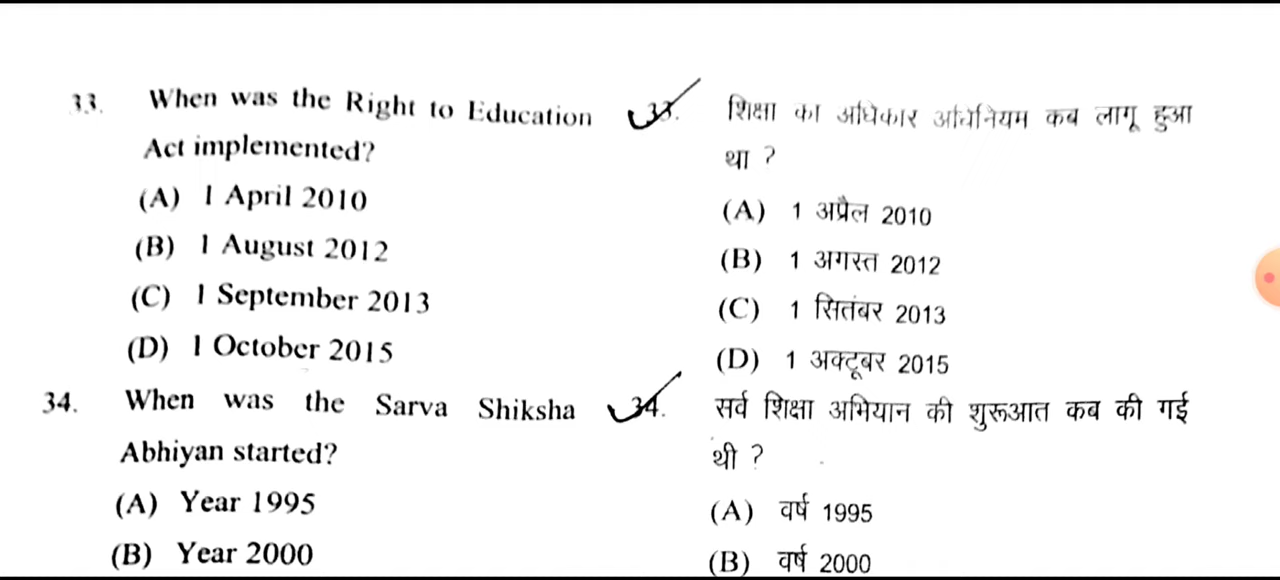 33. When was the Right to Education
Act implemented?
(A) 1 April 2010
(B) 1 August 2012
(C) 1 September 2013
(D) 1 October 2015
34. When was the Sarva Shiksha
Abhiyan started?
(A) Year 1995
(B) Year 2000
33. शिक्षा का अधिकार अधिनियम कब लागू हुआ
था ?
(A) 1 अप्रैल 2010
(B) 1 अगस्त 2012
(C) 1 सितंबर 2013
(D) 1 अक्टूबर 2015
34. सर्व शिक्षा अभियान की शुरूआत कब की गई
थी ?
(A) वर्ष 1995
(B) वर्ष 2000